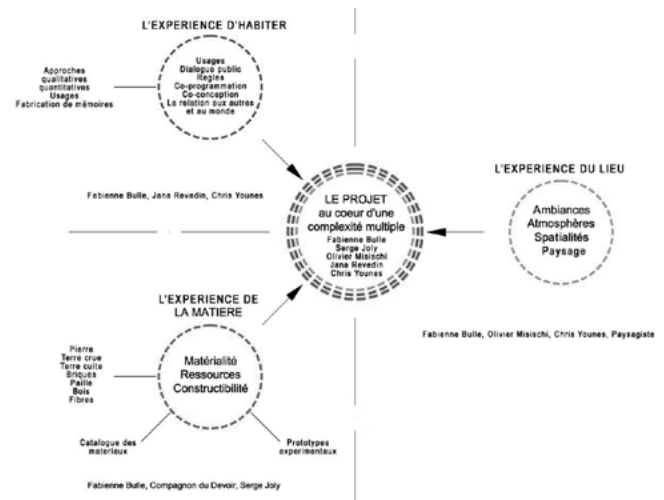 L'EXPERIENCE D'HABITER
Approches
qualitatives
quantitatives
Usages
Fabrication de mémoires
Usages
Dialogue public
Règles
Co-programmation
Co-conception
La relation aux autres
et au monde
Fabienne Bulle, Jana Revedin, Chris Younes
LE PROJET
au coeur d'une
complexité multiple
Fabienne Bulle
Serge Joly
Olivier Misischi
Jana Revedin
Chris Younes
L'EXPERIENCE DU LIEU
Ambiances
Atmosphères
Spatialités
Paysage
Fabienne Bulle, Olivier Misischi, Chris Younes, Paysagiste
L'EXPERIENCE DE
LA MATIERE
Pierre
Terre crue
Terre cuite
Briques
Paille
Bois
Fibres
Matérialité
Ressources
Constructibilité
Catalogue des
materiaux
Prototypes
experimentaux
Fabienne Bulle, Compagnon du Devoir, Serge Joly